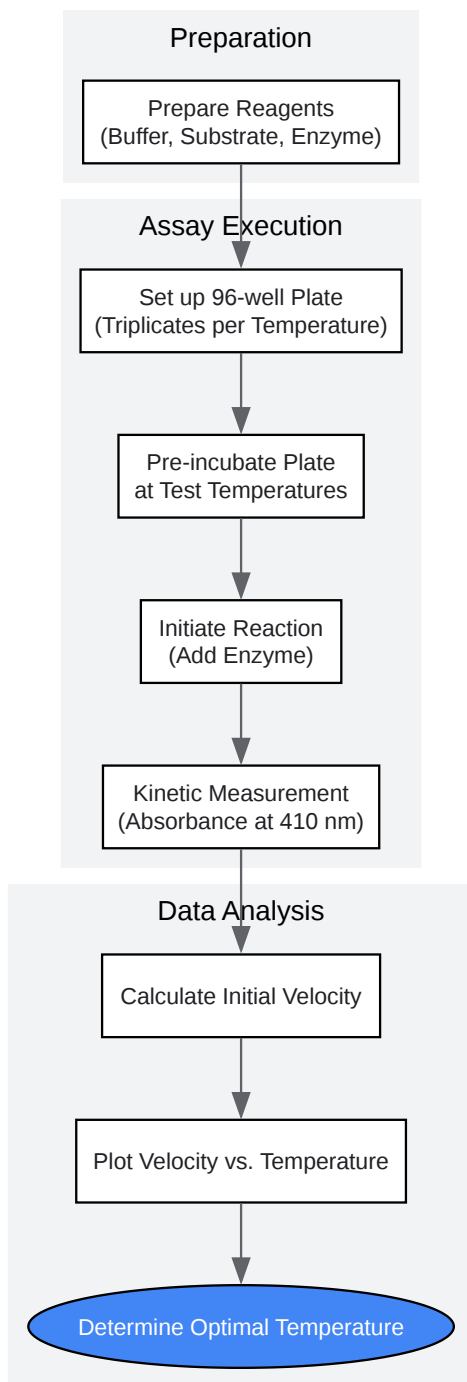 Preparation
Prepare Reagents
(Buffer, Substrate, Enzyme)
Assay Execution
Set up 96-well Plate
(Triplicates per Temperature)
Pre-incubate Plate
at Test Temperatures
Initiate Reaction
(Add Enzyme)
Kinetic Measurement
(Absorbance at 410 nm)
Data Analysis
Calculate Initial Velocity
Plot Velocity vs. Temperature
Determine Optimal Temperature